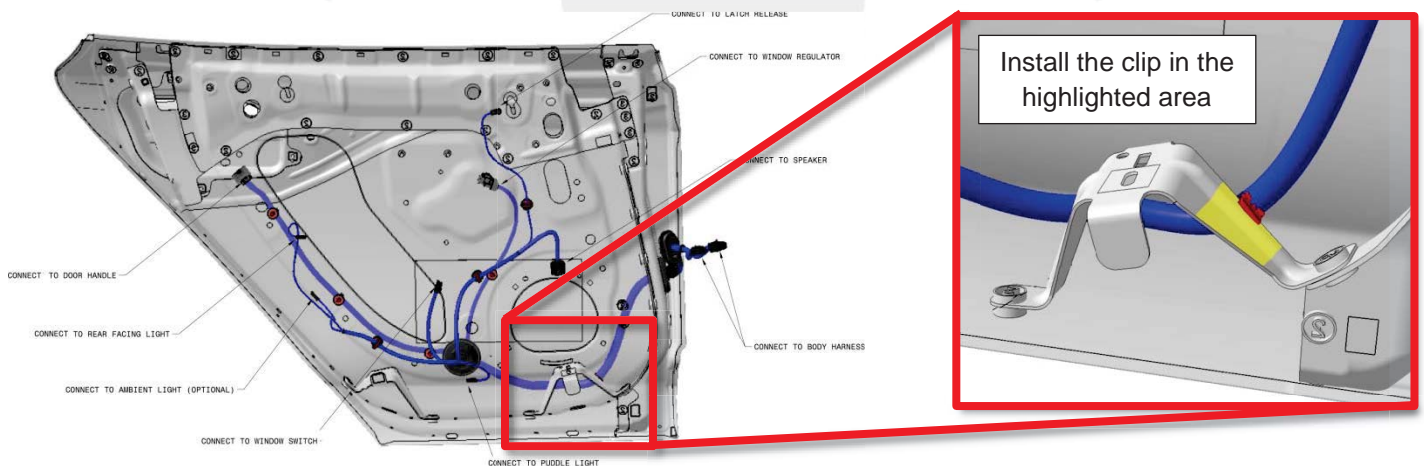 CONNECT TO LATCH RELEASE
CONNECT TO WINDOW REGULATOR
CONNECT TO SPEAKER
CONNECT TO DOOR HANDLE
CONNECT TO REAR FACING LIGHT
CONNECT TO BODY HARNESS
CONNECT TO AMBIENT LIGHT (OPTIONAL)
CONNECT TO WINDOW SWITCH
CONNECT TO PUDDLE LIGHT
Install the clip in the
highlighted area